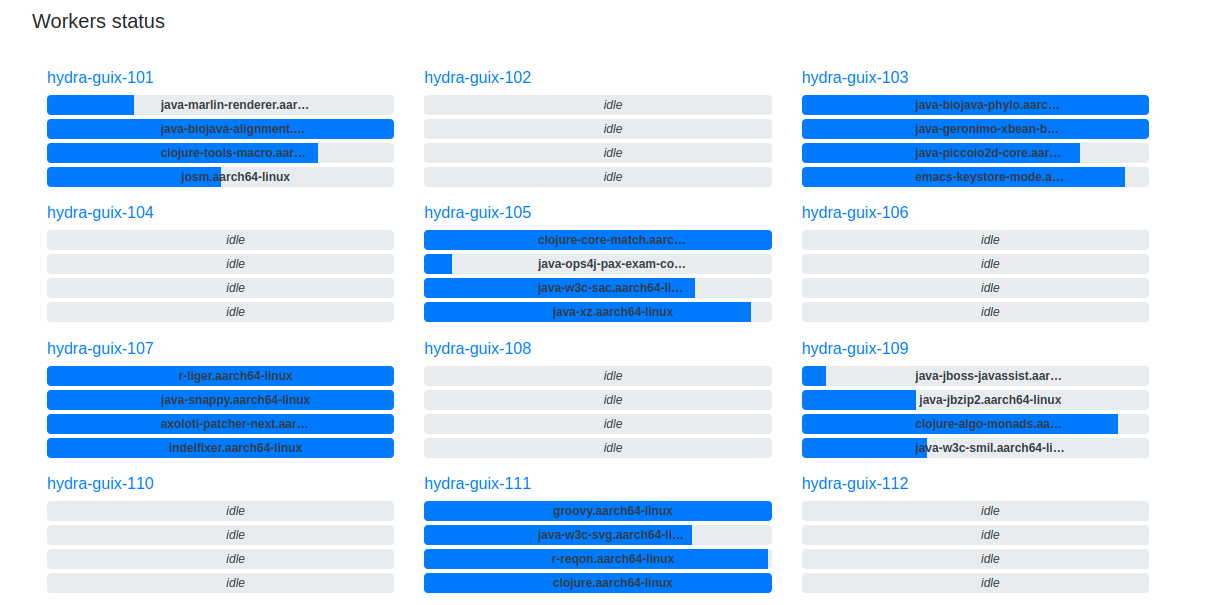 Workers status
hydra-guix-101
java-marlin-renderer.aar…
java-biojava-alignment.…
clojure-tools-macro.aar…
josm.aarch64-linux
hydra-guix-102
idle
idle
idle
idle
hydra-guix-103
java-biojava-phylo.aarc…
java-geronimo-xbean-b…
java-piccolo2d-core.aar…
emacs-keystore-mode.a…
hydra-guix-104
idle
idle
idle
idle
hydra-guix-105
clojure-core-match.aarc…
java-ops4j-pax-exam-co…
java-w3c-sac.aarch64-li…
java-xz.aarch64-linux
hydra-guix-106
idle
idle
idle
idle
hydra-guix-107
r-liger.aarch64-linux
java-snappy.aarch64-linux
axoloti-patcher-next.aar…
indelfixer.aarch64-linux
hydra-guix-108
idle
idle
idle
idle
hydra-guix-109
java-jboss-javassist.aar…
java-jbzip2.aarch64-linux
clojure-algo-monads.aa…
java-w3c-smil.aarch64-li…
hydra-guix-110
idle
idle
idle
idle
hydra-guix-111
groovy.aarch64-linux
java-w3c-svg.aarch64-li…
r-reqon.aarch64-linux
clojure.aarch64-linux
hydra-guix-112
idle
idle
idle
idle